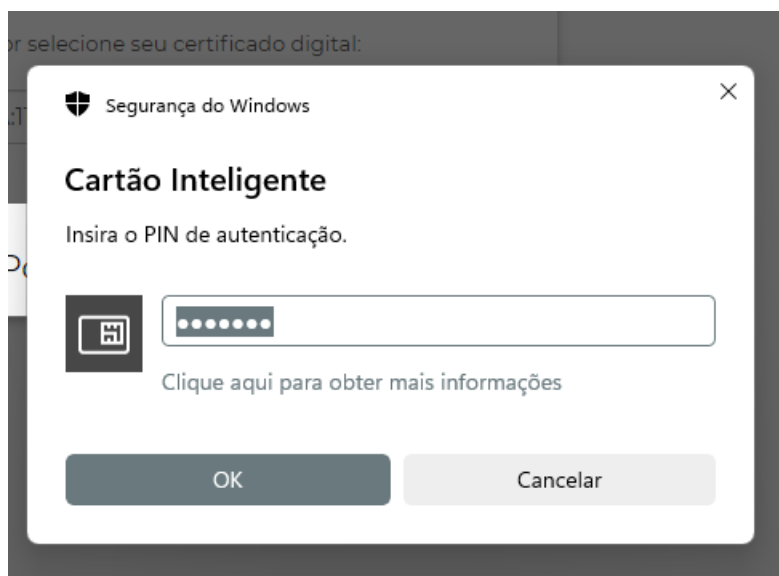 selecione seu certificado digital:
Segurança do Windows
Cartão Inteligente
Insira o PIN de autenticação.
•••••••
Clique aqui para obter mais informações
OK
Cancelar